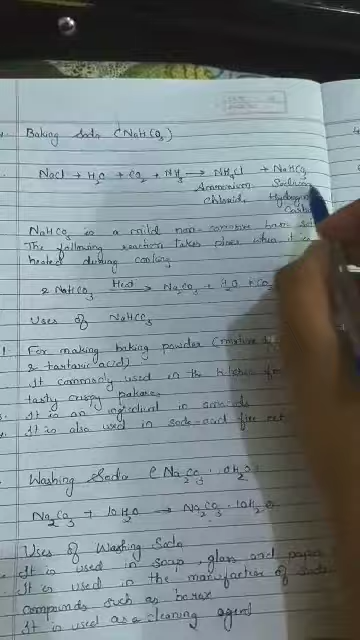 Baking Soda (NaHCO3)
NaCl + H2O + CO2 + NH3 → NH4Cl + NaHCO3
Ammonium Sodium
Chloride Hydrogen
NaHCO3 is a mild non-corrosive
The following reaction takes place when it is
heated during cooking
2 NaHCO3 Heat → Na2CO3 + H2O + CO2
Uses of NaHCO3
For making baking powder (mixture
& tartaric acid)
It commonly used in the kitchen for
tasty crispy pakoras
It is an ingredient in antacids
It is also used in soda-acid fire ext
Washing Soda (Na2CO3 . 10H2O)
Na2CO3 + 10H2O → Na2CO3 . 10H2O
Uses of Washing Soda
It is used in soap, glass and paper
It is used in the manufacture of Sodium
compounds such as borax
It is used as a cleaning agent